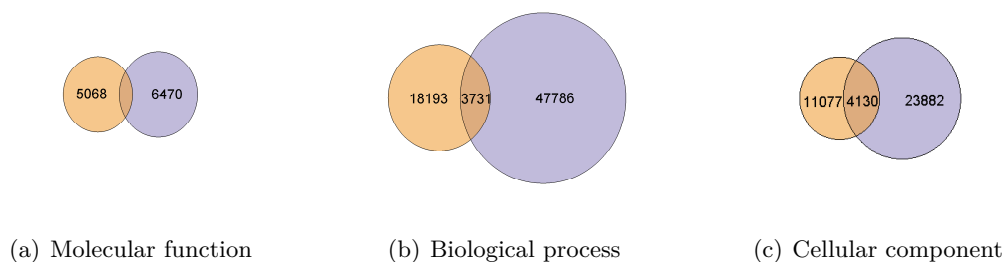 5068 6470
18193 3731 47786
11077 4130 23882
(a) Molecular function
(b) Biological process
(c) Cellular component